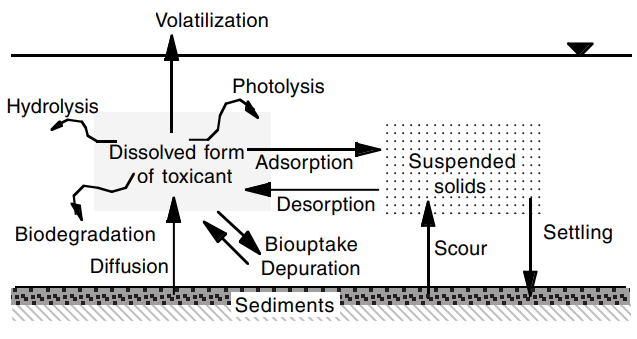 Volatilization
Photolysis
Hydrolysis
Dissolved form
of toxicant
Adsorption
Suspended
solids
Desorption
Biodegradation
Biouptake
Depuration
Diffusion
Scour
Settling
Sediments